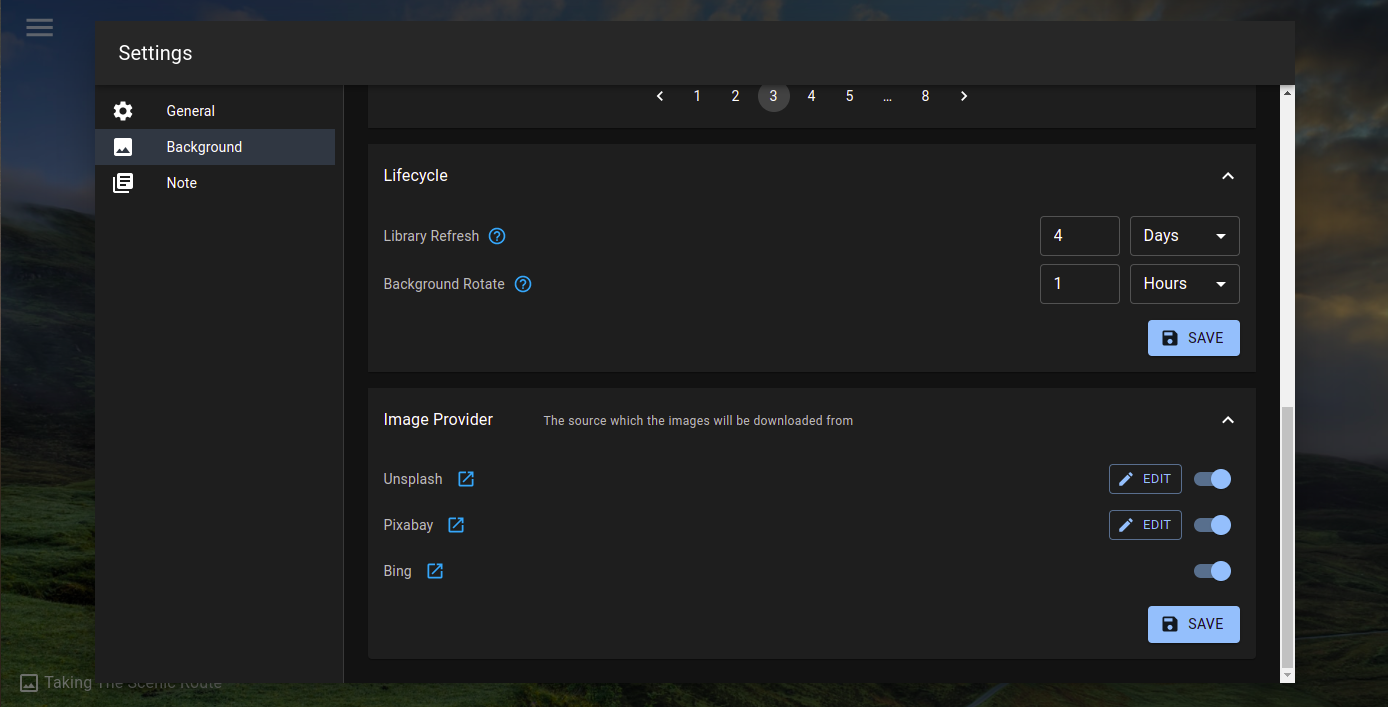 Settings
General
Background
Note
1 2 3 4 5 ... 8
Lifecycle
Library Refresh 4 Days
Background Rotate 1 Hours
SAVE
Image Provider The source which the images will be downloaded from
Unsplash EDIT
Pixabay EDIT
Bing
SAVE
Taking The Scenic Route